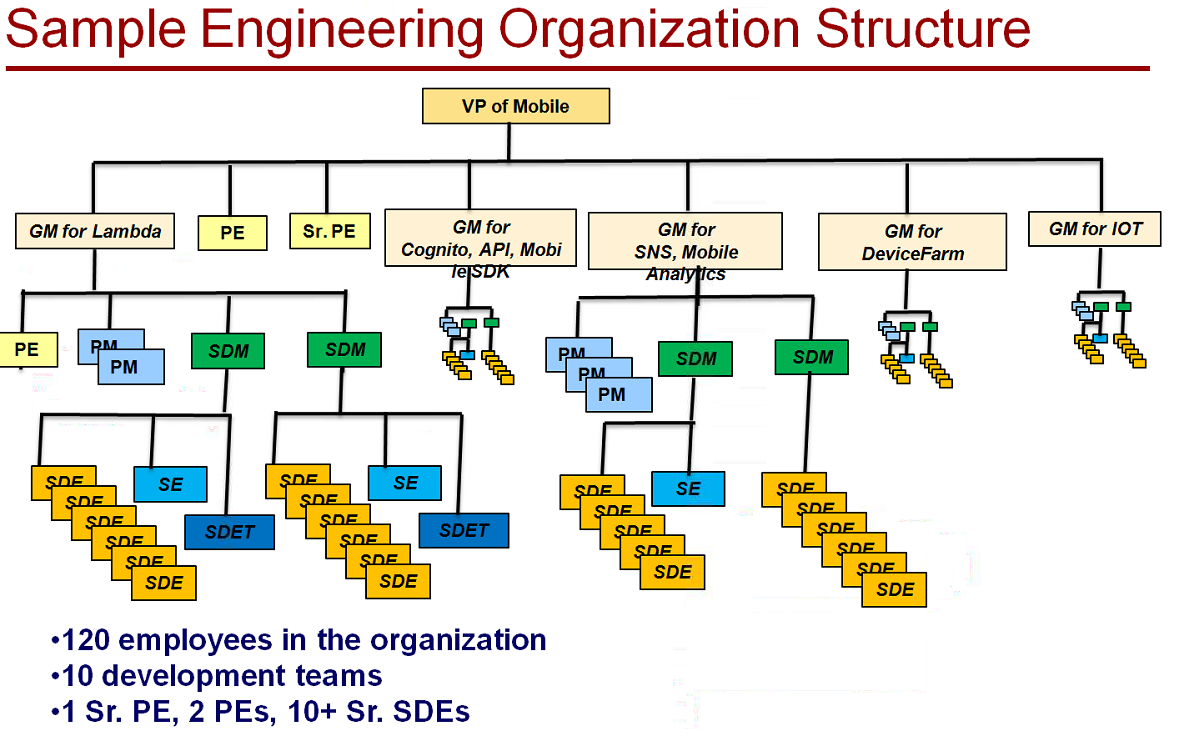 Sample Engineering Organization Structure
VP of Mobile
GM for Lambda
PE
Sr. PE
GM for
Cognito, API, Mobi
le SDK
GM for
SNS, Mobile
Analytics
GM for
DeviceFarm
GM for IOT
PE
PM
PM
SDM
SDM
PM
PM
PM
SDM
SDM
SDE
SDE
SDE
SDE
SDE
SDE
SE
SDET
SDE
SDE
SDE
SDE
SDE
SDE
SE
SDET
SDE
SDE
SDE
SDE
SDE
SE
SDE
SDE
SDE
SDE
SDE
SDE
•120 employees in the organization
•10 development teams
•1 Sr. PE, 2 PEs, 10+ Sr. SDEs